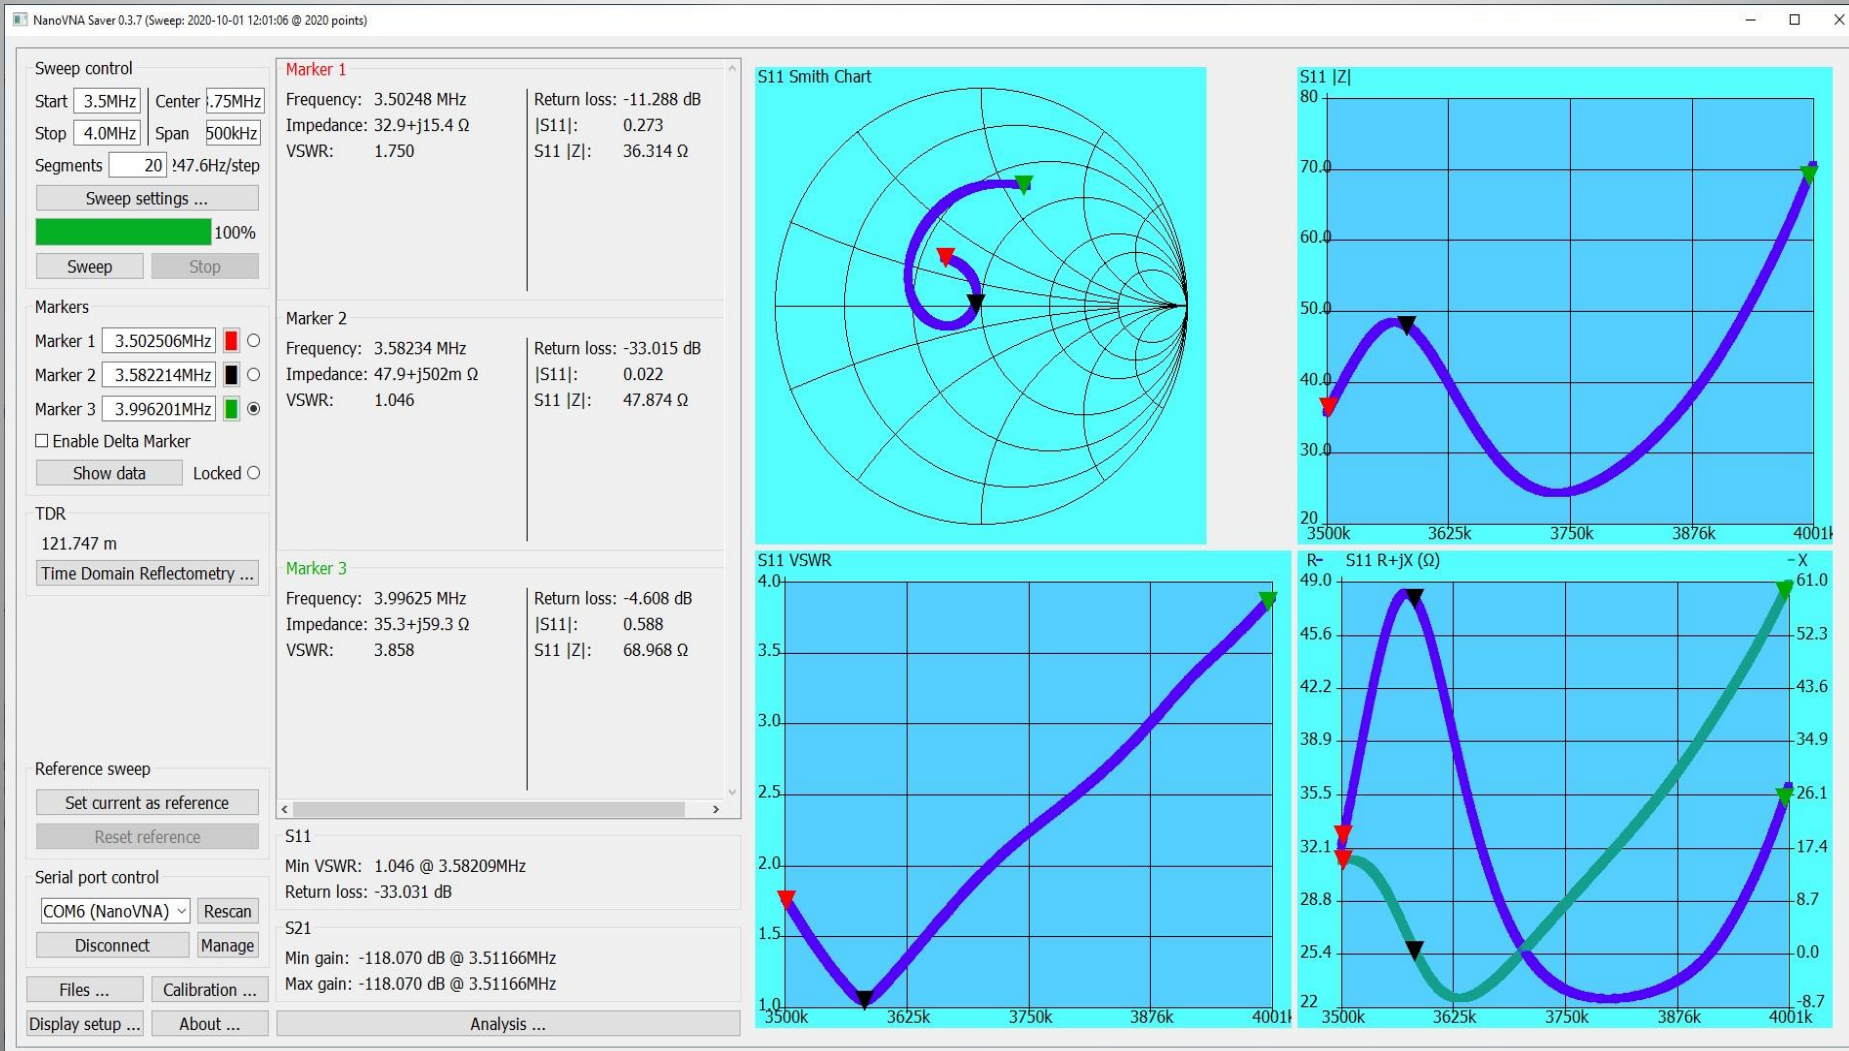 NanoVNA Saver 0.3.7 (Sweep: 2020-10-01 12:01:06 @ 2020 points)
Sweep control
Start 3.5MHz Center .75MHz
Stop 4.0MHz Span 500kHz
Segments 20 247.6Hz/step
Sweep settings ...
100%
Sweep Stop
Markers
Marker 1 3.502506MHz
Marker 2 3.582214MHz
Marker 3 3.996201MHz
Enable Delta Marker
Show data Locked
TDR
121.747 m
Time Domain Reflectometry ...
Reference sweep
Set current as reference
Reset reference
Serial port control
COM6 (NanoVNA) Rescan
Disconnect Manage
Files ... Calibration ...
Display setup ... About ...
Marker 1
Frequency: 3.50248 MHz Return loss: -11.288 dB
Impedance: 32.9+j15.4 Ω |S11|: 0.273
VSWR: 1.750 S11 |Z|: 36.314 Ω
Marker 2
Frequency: 3.58234 MHz Return loss: -33.015 dB
Impedance: 47.9+j502m Ω |S11|: 0.022
VSWR: 1.046 S11 |Z|: 47.874 Ω
Marker 3
Frequency: 3.99625 MHz Return loss: -4.608 dB
Impedance: 35.3+j59.3 Ω |S11|: 0.588
VSWR: 3.858 S11 |Z|: 68.968 Ω
S11
Min VSWR: 1.046 @ 3.58209MHz
Return loss: -33.031 dB
S21
Min gain: -118.070 dB @ 3.51166MHz
Max gain: -118.070 dB @ 3.51166MHz
Analysis ...
S11 Smith Chart
S11 |Z|
80
70.0
60.0
50.0
40.0
30.0
20
3500k 3625k 3750k 3876k 4001k
S11 VSWR
4.0
3.5
3.0
2.5
2.0
1.5
1.0
3500k 3625k 3750k 3876k 4001k
R S11 R+jX (Ω) X
49.0 61.0
45.6 52.3
42.2 43.6
38.9 34.9
35.5 26.1
32.1 17.4
28.8 8.7
25.4 0.0
22 -8.7
3500k 3625k 3750k 3876k 4001k